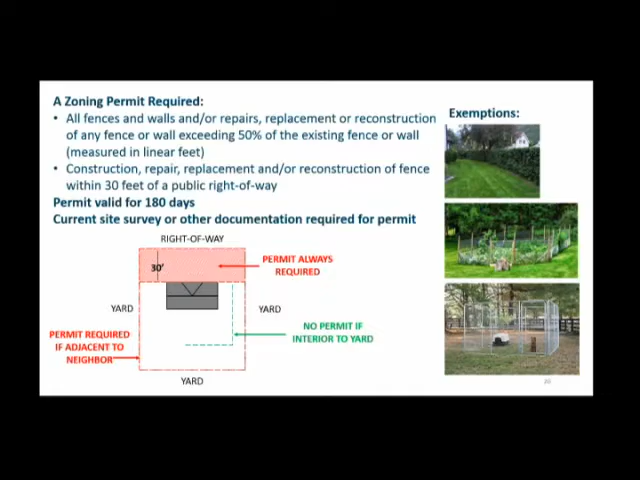 A Zoning Permit Required:
• All fences and walls and/or repairs, replacement or reconstruction
of any fence or wall exceeding 50% of the existing fence or wall
(measured in linear feet)
• Construction, repair, replacement and/or reconstruction of fence
within 30 feet of a public right-of-way
Permit valid for 180 days
Current site survey or other documentation required for permit
Exemptions:
RIGHT-OF-WAY
30'
PERMIT ALWAYS
REQUIRED
YARD
YARD
PERMIT REQUIRED
IF ADJACENT TO
NEIGHBOR
NO PERMIT IF
INTERIOR TO YARD
YARD